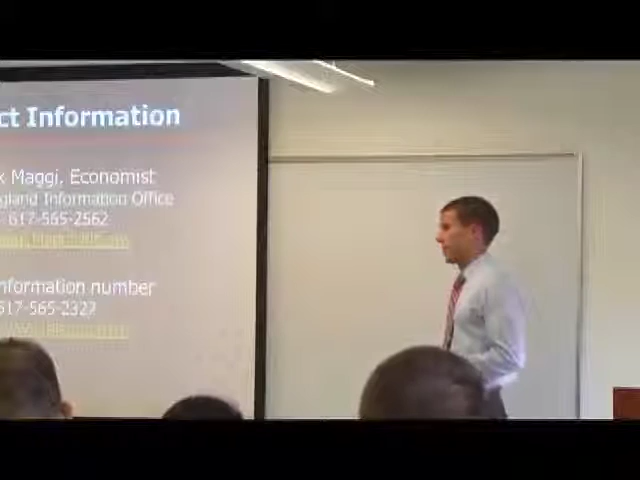 ct Information
k Maggi, Economist
gland Information Office
617-565-2562
nformation number
617-565-2327